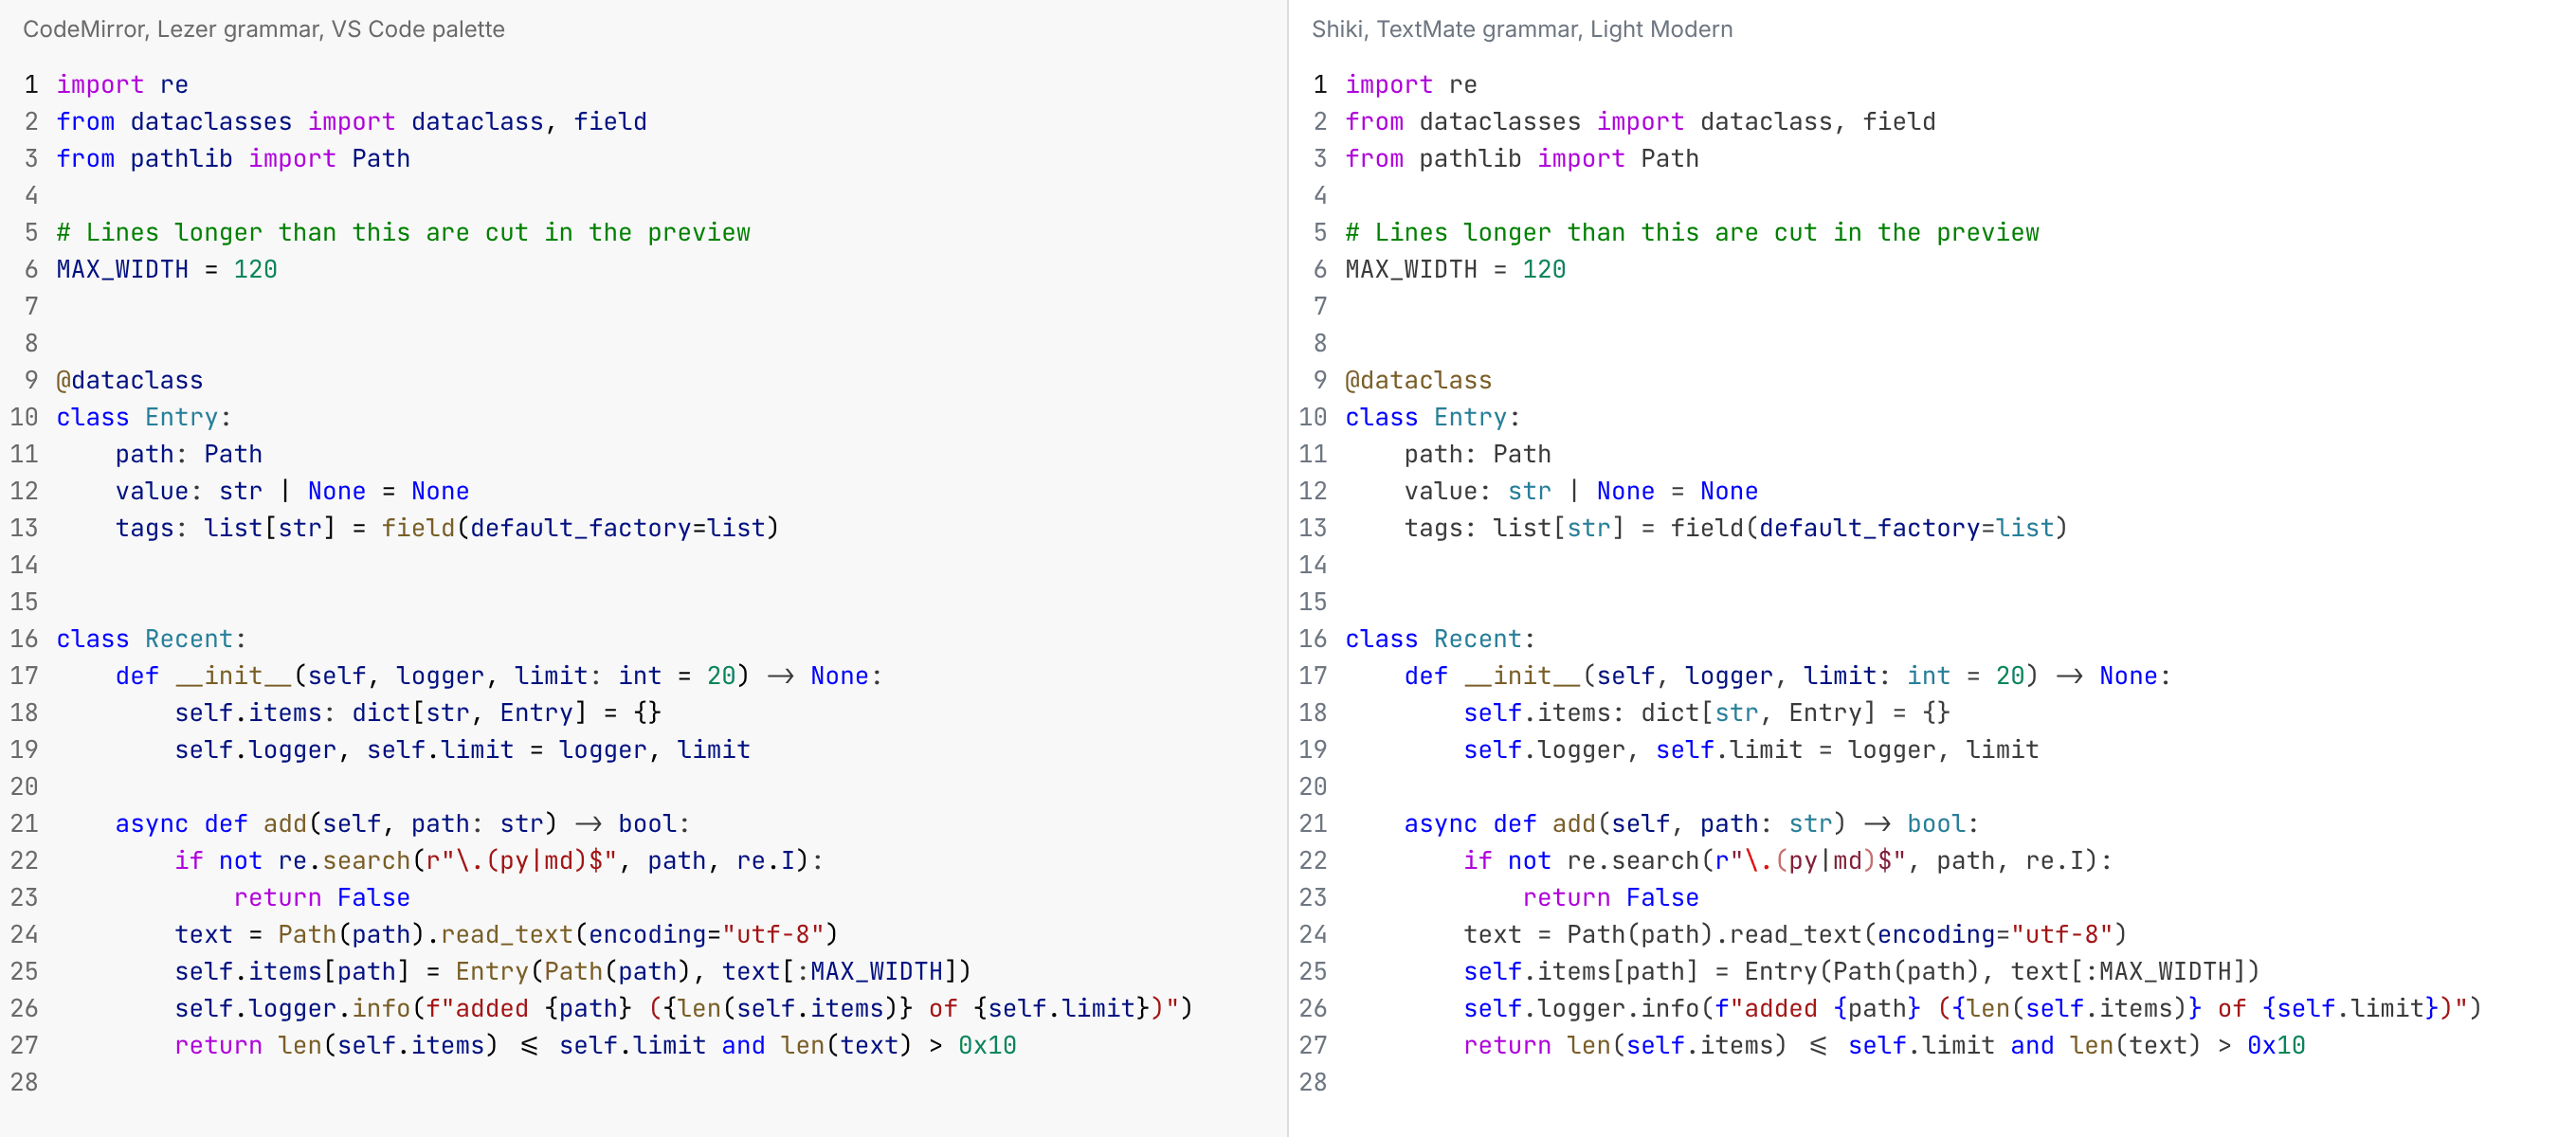 CodeMirror, Lezer grammar, VS Code palette
1 import re
2 from dataclasses import dataclass, field
3 from pathlib import Path
4
5 # Lines longer than this are cut in the preview
6 MAX_WIDTH = 120
7
8
9 @dataclass
10 class Entry:
11     path: Path
12     value: str | None = None
13     tags: list[str] = field(default_factory=list)
14
15
16 class Recent:
17     def __init__(self, logger, limit: int = 20) → None:
18         self.items: dict[str, Entry] = {}
19         self.logger, self.limit = logger, limit
20
21     async def add(self, path: str) → bool:
22         if not re.search(r"\.(py|md)$", path, re.I):
23             return False
24         text = Path(path).read_text(encoding="utf-8")
25         self.items[path] = Entry(Path(path), text[:MAX_WIDTH])
26         self.logger.info(f"added {path} ({len(self.items)} of {self.limit})")
27         return len(self.items) ⩽ self.limit and len(text) > 0x10
28
Shiki, TextMate grammar, Light Modern
1 import re
2 from dataclasses import dataclass, field
3 from pathlib import Path
4
5 # Lines longer than this are cut in the preview
6 MAX_WIDTH = 120
7
8
9 @dataclass
10 class Entry:
11     path: Path
12     value: str | None = None
13     tags: list[str] = field(default_factory=list)
14
15
16 class Recent:
17     def __init__(self, logger, limit: int = 20) → None:
18         self.items: dict[str, Entry] = {}
19         self.logger, self.limit = logger, limit
20
21     async def add(self, path: str) → bool:
22         if not re.search(r"\.(py|md)$", path, re.I):
23             return False
24         text = Path(path).read_text(encoding="utf-8")
25         self.items[path] = Entry(Path(path), text[:MAX_WIDTH])
26         self.logger.info(f"added {path} ({len(self.items)} of {self.limit})")
27         return len(self.items) ⩽ self.limit and len(text) > 0x10
28